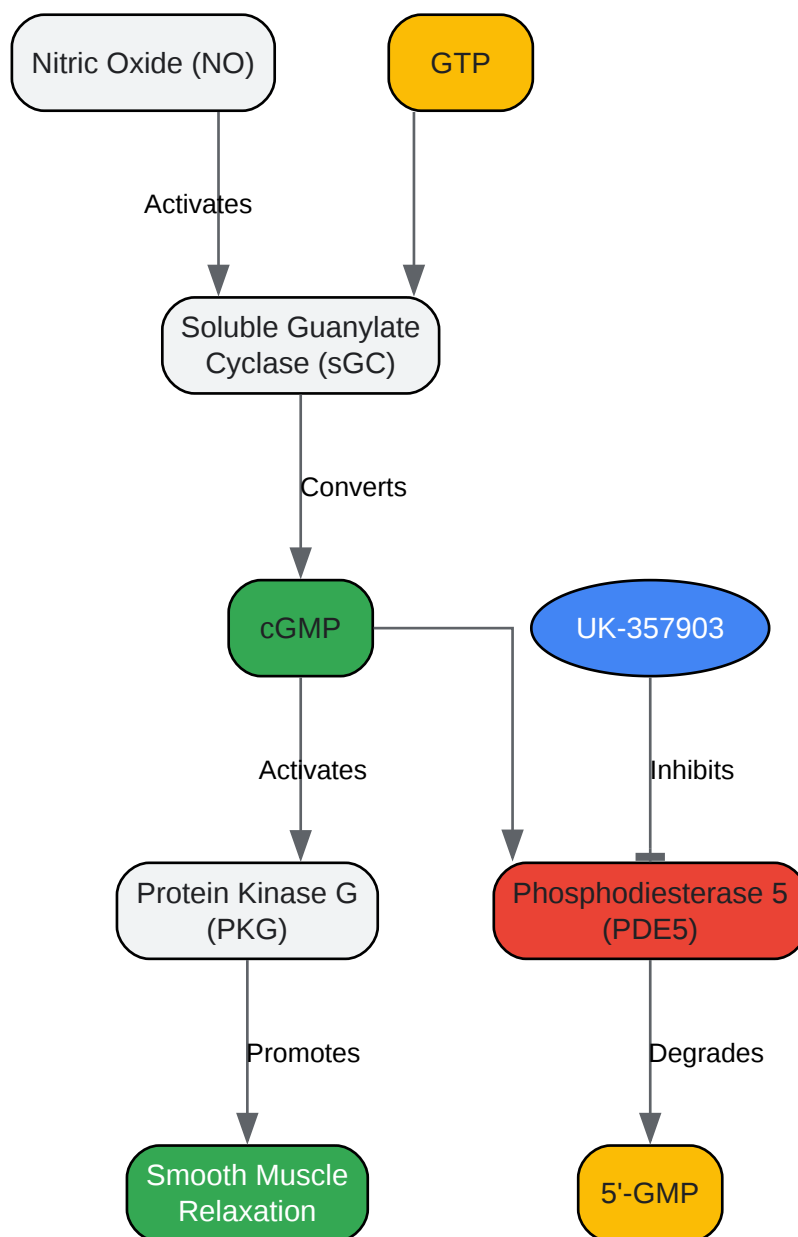 Nitric Oxide (NO)
GTP
Activates
Soluble Guanylate
Cyclase (sGC)
Converts
cGMP
UK-357903
Activates
Inhibits
Protein Kinase G
(PKG)
Phosphodiesterase 5
(PDE5)
Promotes
Degrades
Smooth Muscle
Relaxation
5'-GMP